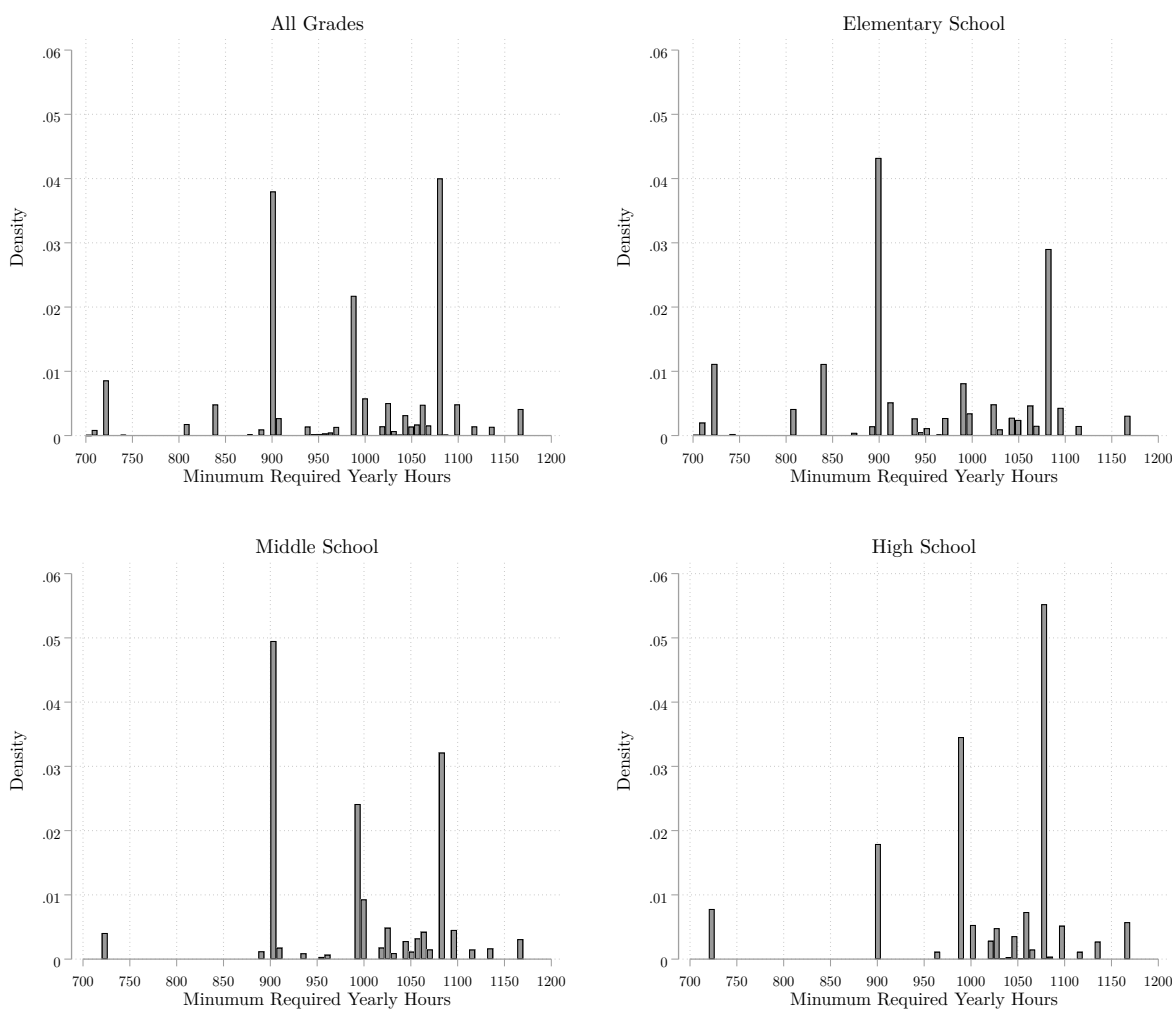 All Grades
.06
.05
.04
.03
.02
.01
0
Density
700 750 800 850 900 950 1000 1050 1100 1150 1200
Minumum Required Yearly Hours
Elementary School
.06
.05
.04
.03
.02
.01
0
Density
700 750 800 850 900 950 1000 1050 1100 1150 1200
Minumum Required Yearly Hours
Middle School
.06
.05
.04
.03
.02
.01
0
Density
700 750 800 850 900 950 1000 1050 1100 1150 1200
Minumum Required Yearly Hours
High School
.06
.05
.04
.03
.02
.01
0
Density
700 750 800 850 900 950 1000 1050 1100 1150 1200
Minumum Required Yearly Hours